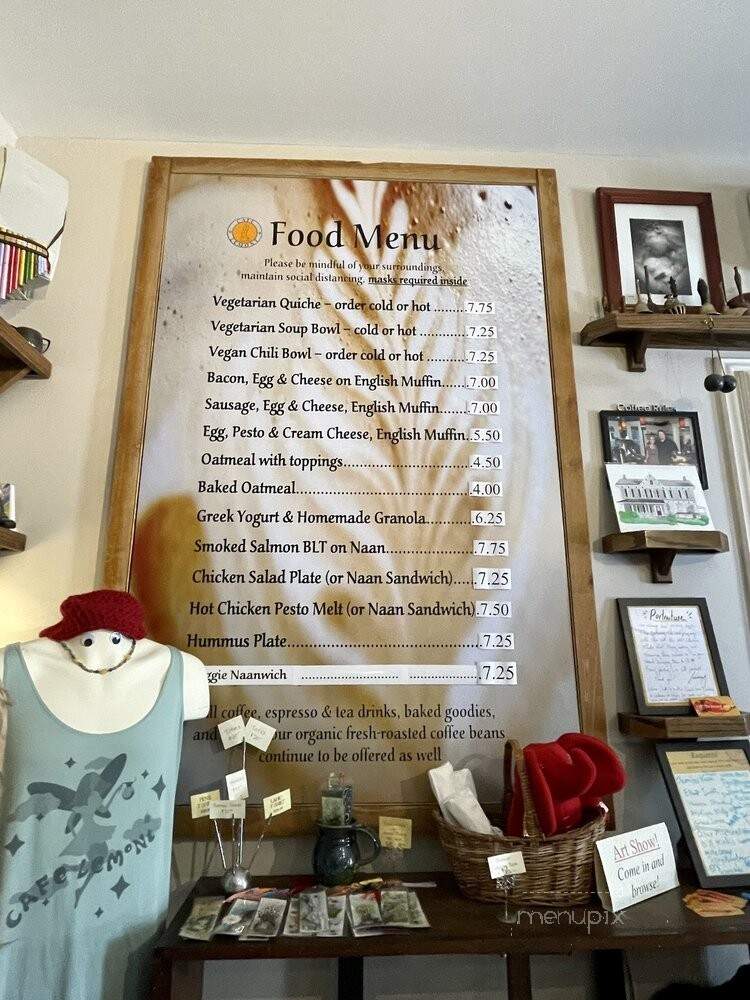 CAFE
Food Menu
Please be mindful of your surroundings,
maintain social distancing, masks required inside
Vegetarian Quiche – order cold or hot .........7.75
Vegetarian Soup Bowl – cold or hot ..........7.25
Vegan Chili Bowl – order cold or hot .........7.25
Bacon, Egg & Cheese on English Muffin......7.00
Sausage, Egg & Cheese, English Muffin.......7.00
Egg, Pesto & Cream Cheese, English Muffin..5.50
Oatmeal with toppings..............................4.50
Baked Oatmeal..........................................4.00
Greek Yogurt & Homemade Granola..........6.25
Smoked Salmon BLT on Naan....................7.75
Chicken Salad Plate (or Naan Sandwich).....7.25
Hot Chicken Pesto Melt (or Naan Sandwich).7.50
Hummus Plate...........................................7.25
ggie Naanwich ..............................................7.25
ll coffee, espresso & tea drinks, baked goodies,
and our organic fresh-roasted coffee beans
continue to be offered as well
Coffee Rules
Portraiture
CAFE LEMONT
Art Show!
Come in and
browse!
menupix